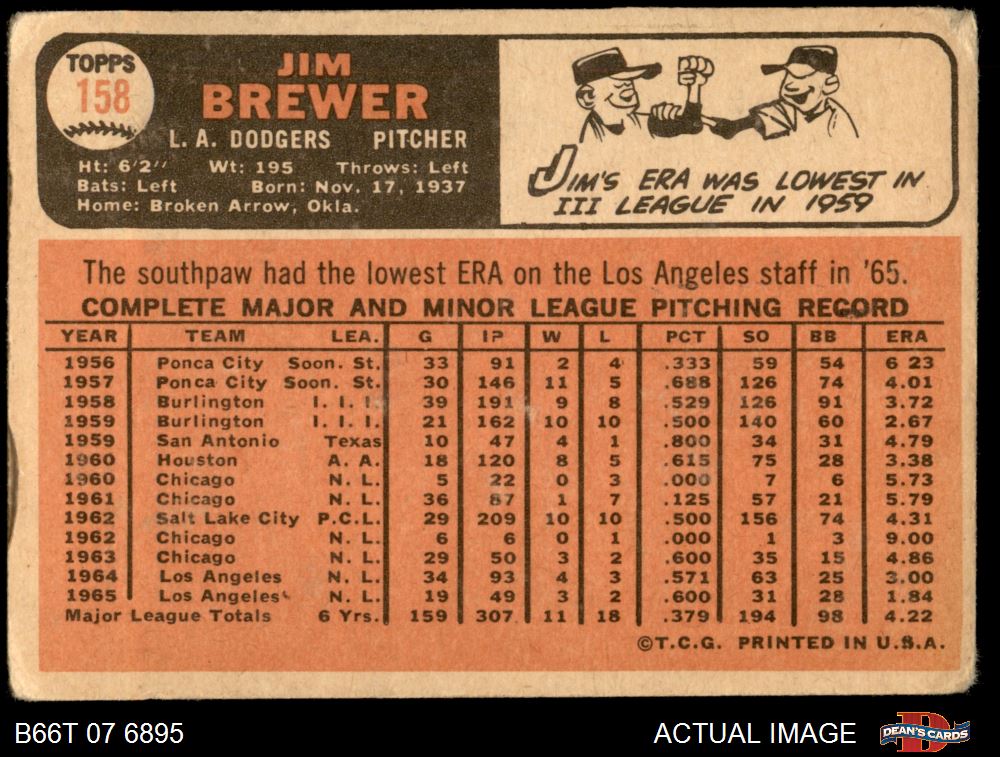 TOPPS
158
JIM
BREWER
L. A. DODGERS PITCHER
Ht: 6'2'' Wt: 195 Throws: Left
Bats: Left Born: Nov. 17, 1937
Home: Broken Arrow, Okla.
JIM'S ERA WAS LOWEST IN
III LEAGUE IN 1959
The southpaw had the lowest ERA on the Los Angeles staff in '65.
COMPLETE MAJOR AND MINOR LEAGUE PITCHING RECORD
YEAR TEAM LEA. G IP W L PCT SO BB ERA
1956 Ponca City Soon. St. 33 91 2 4 .333 59 54 6 23
1957 Ponca City Soon. St. 30 146 11 5 .688 126 74 4.01
1958 Burlington I. I. I. 39 191 9 8 .529 126 91 3.72
1959 Burlington I. I. I. 21 162 10 10 .500 140 60 2.67
1959 San Antonio Texas 10 47 4 1 .800 34 31 4.79
1960 Houston A. A. 18 120 8 5 .615 75 28 3.38
1960 Chicago N. L. 5 22 0 3 .000 7 6 5.73
1961 Chicago N. L. 36 87 1 7 .125 57 21 5.79
1962 Salt Lake City P.C.L. 29 209 10 10 .500 156 74 4.31
1962 Chicago N. L. 6 6 0 1 .000 1 3 9.00
1963 Chicago N. L. 29 50 3 2 .600 35 15 4.86
1964 Los Angeles N. L. 34 93 4 3 .571 63 25 3.00
1965 Los Angeles N. L. 19 49 3 2 .600 31 28 1.84
Major League Totals 6 Yrs. 159 307 11 18 .379 194 98 4.22
©T.C.G. PRINTED IN U.S.A.
B66T 07 6895 ACTUAL IMAGE DEAN'S CARDS